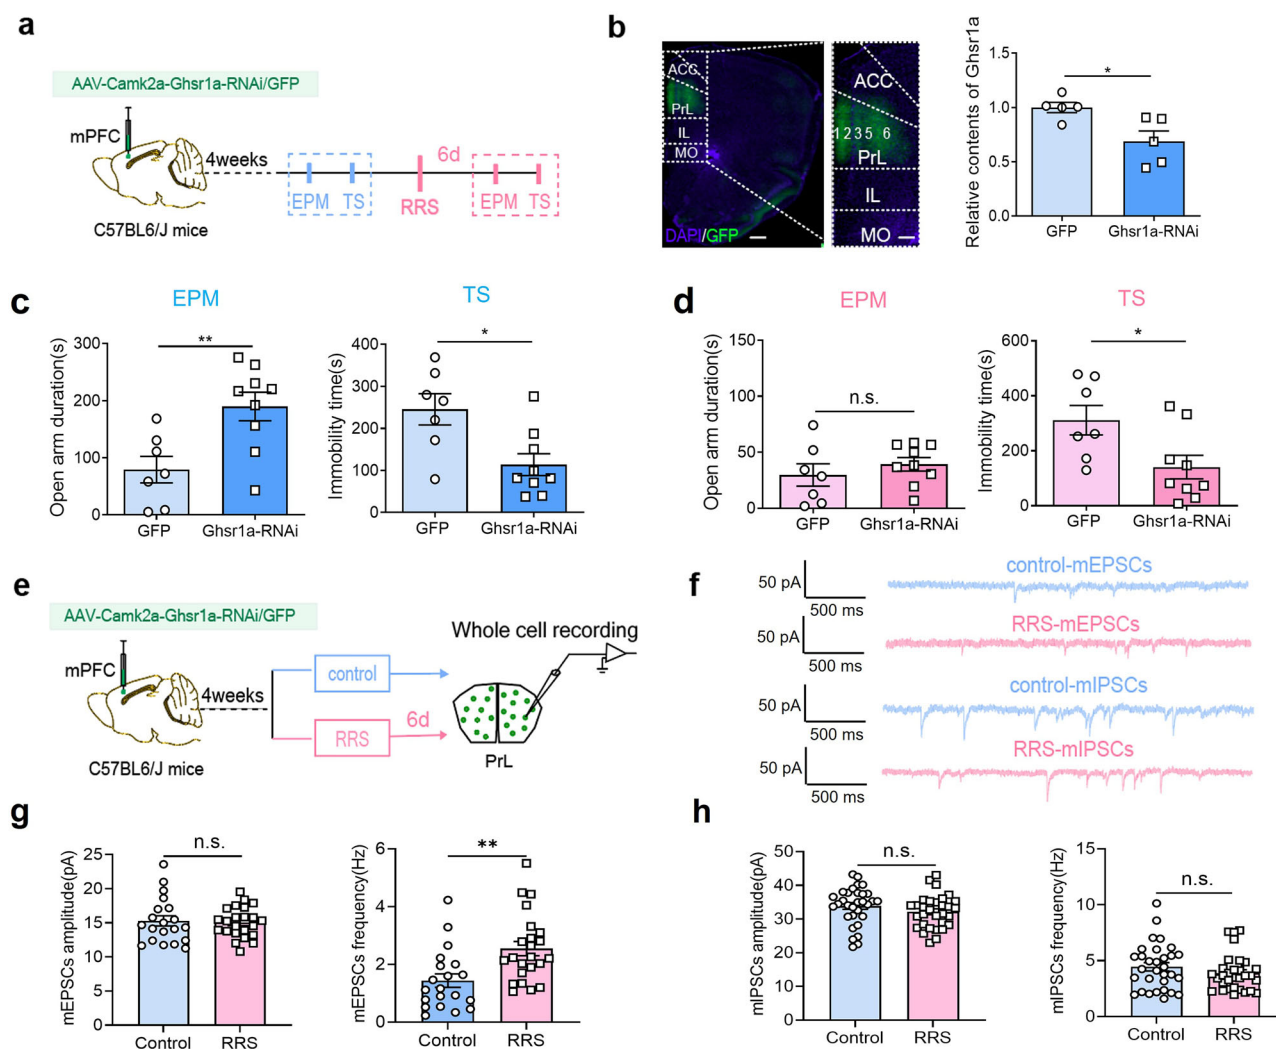 a
AAV-Camk2a-Ghsr1a-RNAi/GFP
mPFC
4weeks
6d
EPM TS
RRS
EPM TS
C57BL6/J mice
b
ACC
PrL
IL
MO
DAPI/GFP
ACC
1 2 3 5 6
PrL
IL
MO
Relative contents of Ghsr1a
1.5
1.0
0.5
0.0
*
GFP
Ghsr1a-RNAi
c
EPM
Open arm duration(s)
300
200
100
0
**
GFP
Ghsr1a-RNAi
TS
Immobility time(s)
400
300
200
100
0
*
GFP
Ghsr1a-RNAi
d
EPM
Open arm duration(s)
150
100
50
0
n.s.
GFP
Ghsr1a-RNAi
TS
Immobility time(s)
600
400
200
0
*
GFP
Ghsr1a-RNAi
e
AAV-Camk2a-Ghsr1a-RNAi/GFP
mPFC
4weeks
control
RRS
6d
Whole cell recording
PrL
C57BL6/J mice
f
50 pA
500 ms
control-mEPSCs
50 pA
500 ms
RRS-mEPSCs
50 pA
500 ms
control-mIPSCs
50 pA
500 ms
RRS-mIPSCs
g
mEPSCs amplitude(pA)
25
20
15
10
5
0
n.s.
Control
RRS
mEPSCs frequency(Hz)
6
4
2
0
**
Control
RRS
h
mIPSCs amplitude(pA)
50
40
30
20
10
0
n.s.
Control
RRS
mIPSCs frequency(Hz)
15
10
5
0
n.s.
Control
RRS